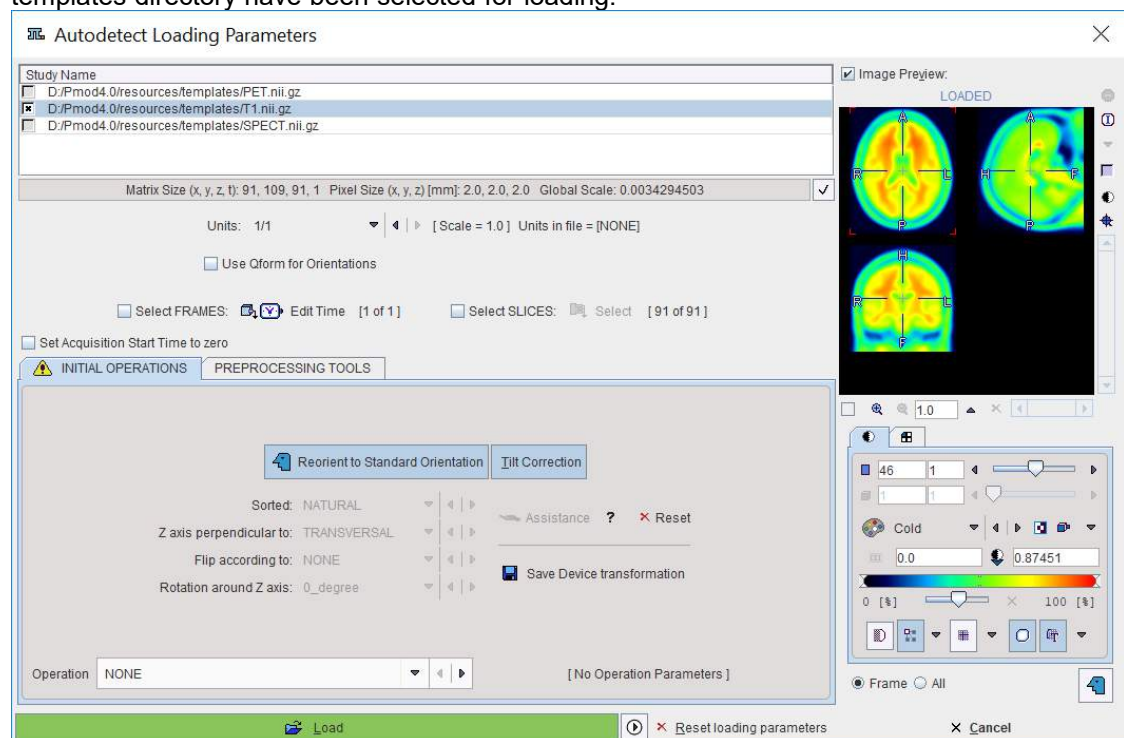 templates directory have been selected for loading.
Autodetect Loading Parameters
Study Name
D:/Pmod4.0/resources/templates/PET.nii.gz
D:/Pmod4.0/resources/templates/T1.nii.gz
D:/Pmod4.0/resources/templates/SPECT.nii.gz
Matrix Size (x, y, z, t): 91, 109, 91, 1 Pixel Size (x, y, z) [mm]: 2.0, 2.0, 2.0 Global Scale: 0.0034294503
Units: 1/1 [ Scale = 1.0 ] Units in file = [NONE]
Use Qform for Orientations
Select FRAMES: Edit Time [1 of 1] Select SLICES: Select [91 of 91]
Set Acquisition Start Time to zero
INITIAL OPERATIONS PREPROCESSING TOOLS
Reorient to Standard Orientation Tilt Correction
Sorted: NATURAL
Z axis perpendicular to: TRANSVERSAL
Flip according to: NONE
Rotation around Z axis: 0_degree
Assistance ? Reset
Save Device transformation
Operation NONE [ No Operation Parameters ]
Load Reset loading parameters Cancel
Image Preview:
LOADED
A A
R L H F
P P
H
R L
F
1.0
46 1
1 1
Cold
0.0 0.87451
0 [%] 100 [%]
Frame All